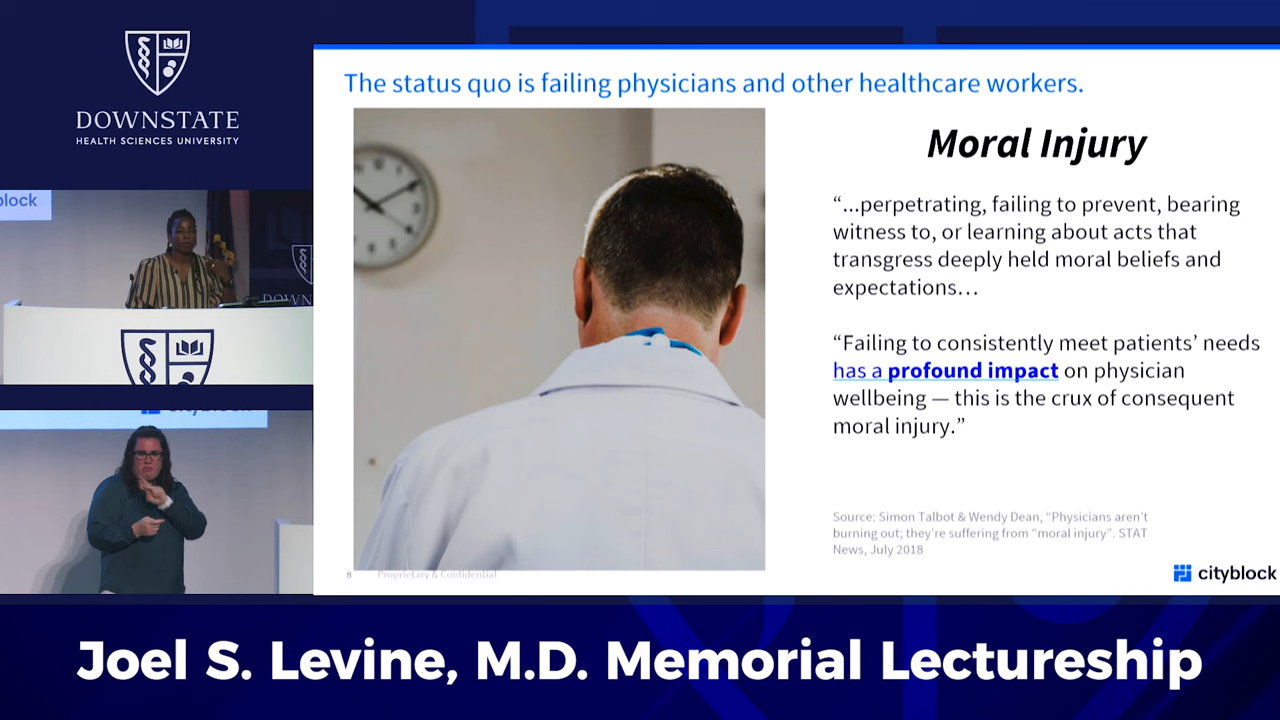 DOWNSTATE
HEALTH SCIENCES UNIVERSITY
The status quo is failing physicians and other healthcare workers.
Moral Injury
“...perpetrating, failing to prevent, bearing
witness to, or learning about acts that
transgress deeply held moral beliefs and
expectations…
“Failing to consistently meet patients’ needs
has a profound impact on physician
wellbeing — this is the crux of consequent
moral injury.”
Source: Simon Talbot & Wendy Dean, “Physicians aren’t
burning out; they’re suffering from “moral injury”. STAT
News, July 2018
8 Proprietary & Confidential
cityblock
block
DOWN
cityblock
Joel S. Levine, M.D. Memorial Lectureship